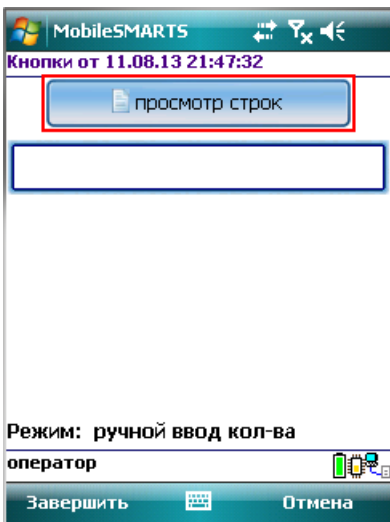 MobileSMARTS
Кнопки от 11.08.13 21:47:32
просмотр строк
Режим: ручной ввод кол-ва
оператор
Завершить Отмена